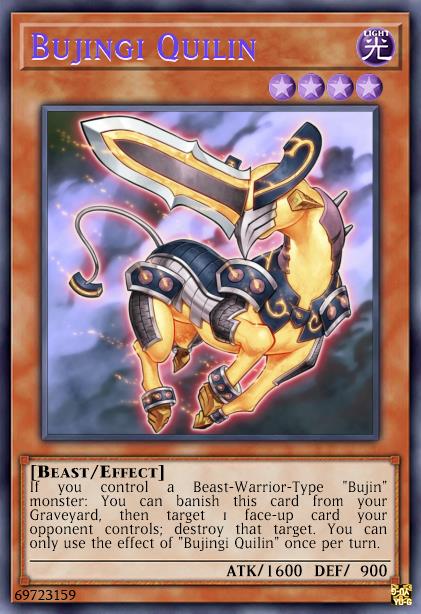 Bujingi Quilin
LIGHT
光
[Beast/Effect]
If you control a Beast-Warrior-Type "Bujin"
monster: You can banish this card from your
Graveyard, then target 1 face-up card your
opponent controls; destroy that target. You can
only use the effect of "Bujingi Quilin" once per turn.
ATK/1600 DEF/ 900
69723159